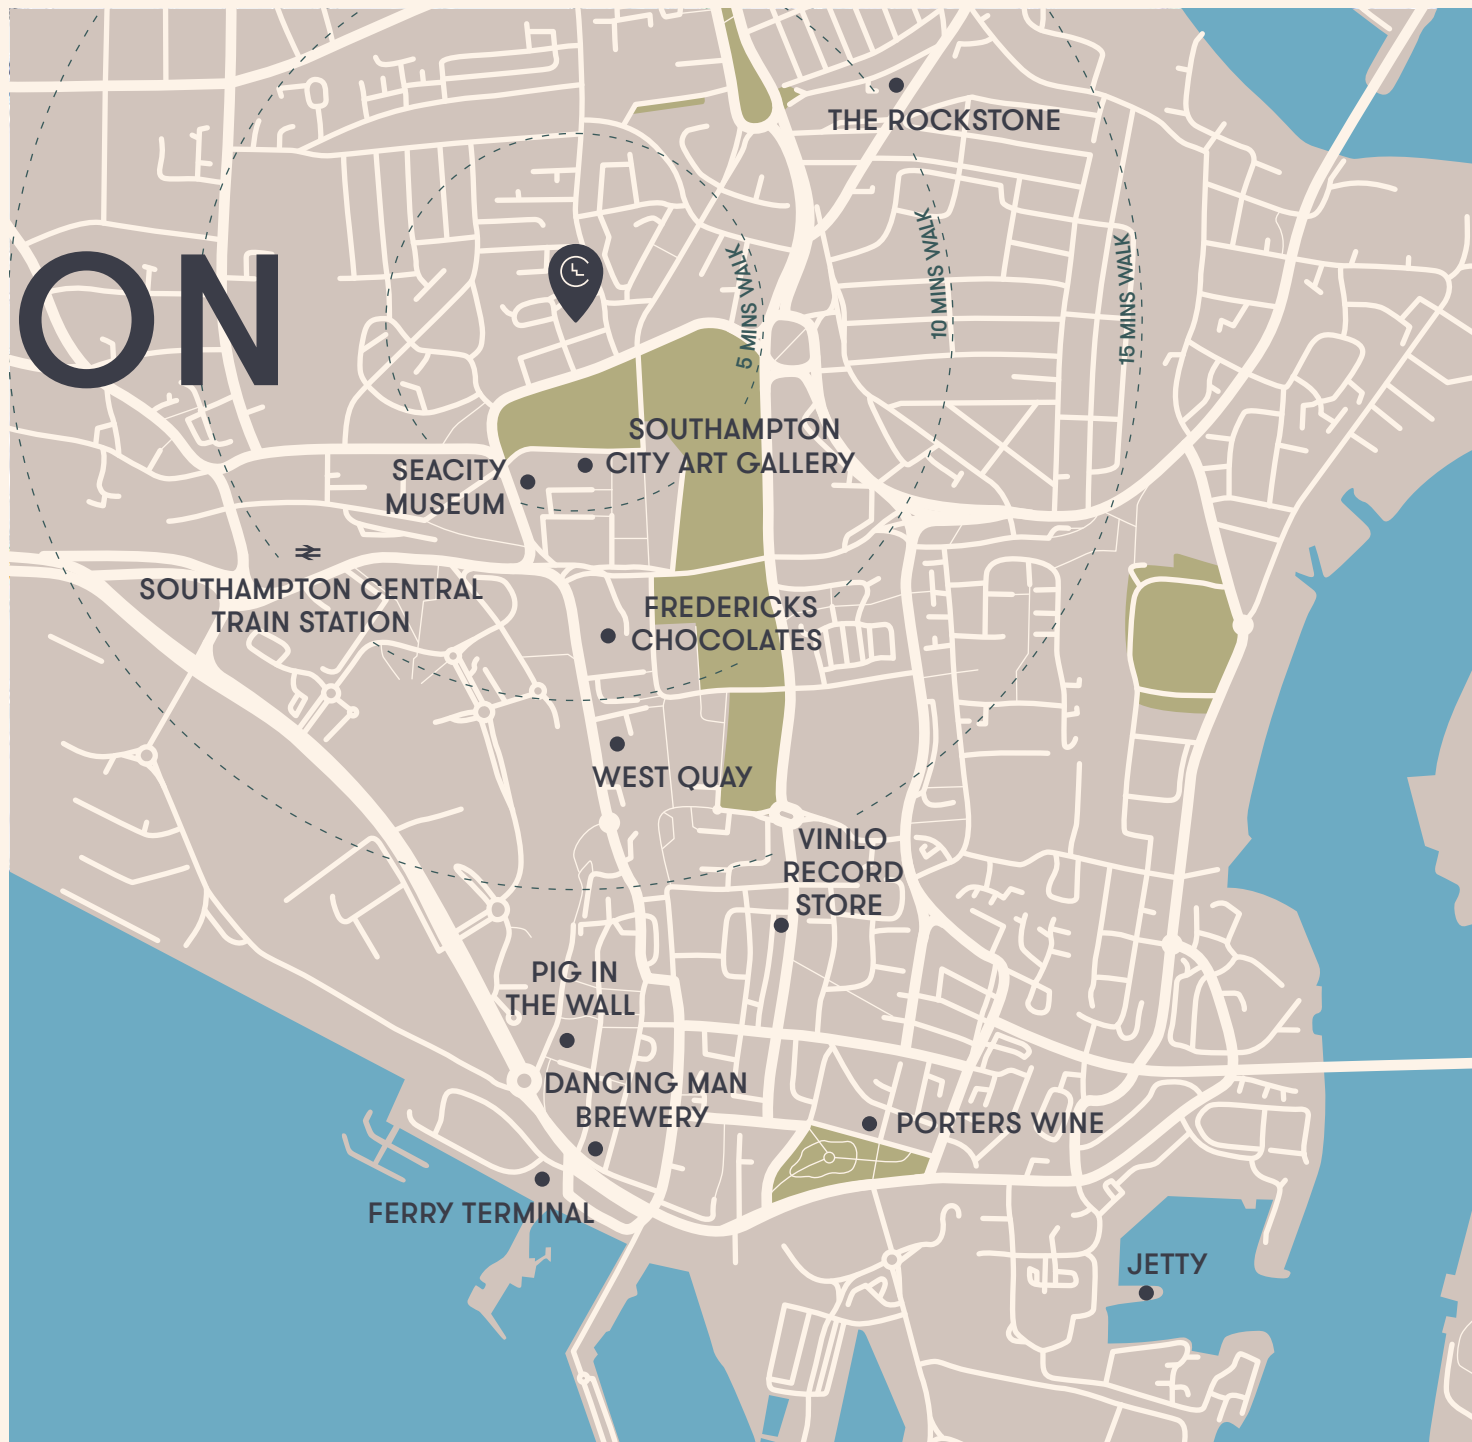 THE ROCKSTONE
ON
5 MINS WALK
10 MINS WALK
15 MINS WALK
SOUTHAMPTON
CITY ART GALLERY
SEACITY
MUSEUM
SOUTHAMPTON CENTRAL
TRAIN STATION
FREDERICKS
CHOCOLATES
WEST QUAY
VINILO
RECORD
STORE
PIG IN
THE WALL
DANCING MAN
BREWERY
PORTERS WINE
FERRY TERMINAL
JETTY